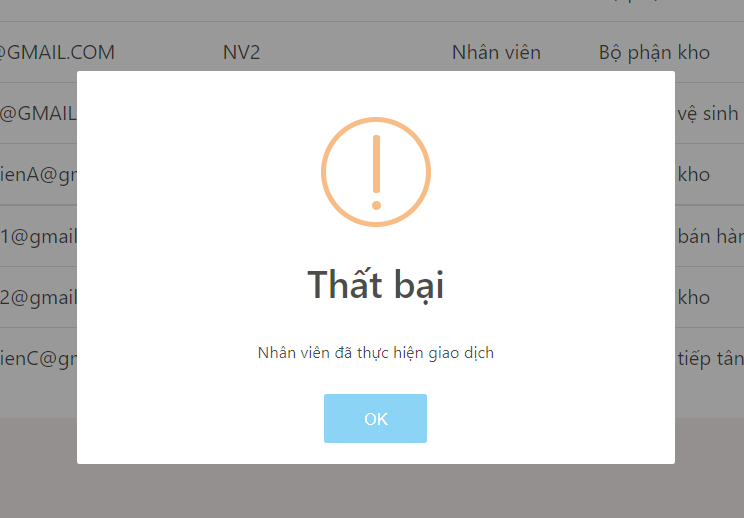 @GMAIL.COM NV2 Nhân viên Bộ phận kho
@GMAIL vệ sinh
ienA@gr kho
1@gmail bán hàn
2@gmail kho
ienC@gr tiếp tân
Thất bại
Nhân viên đã thực hiện giao dịch
OK